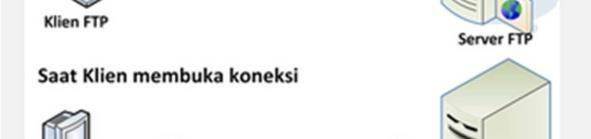 Klien FTP
Server FTP
Saat Klien membuka koneksi